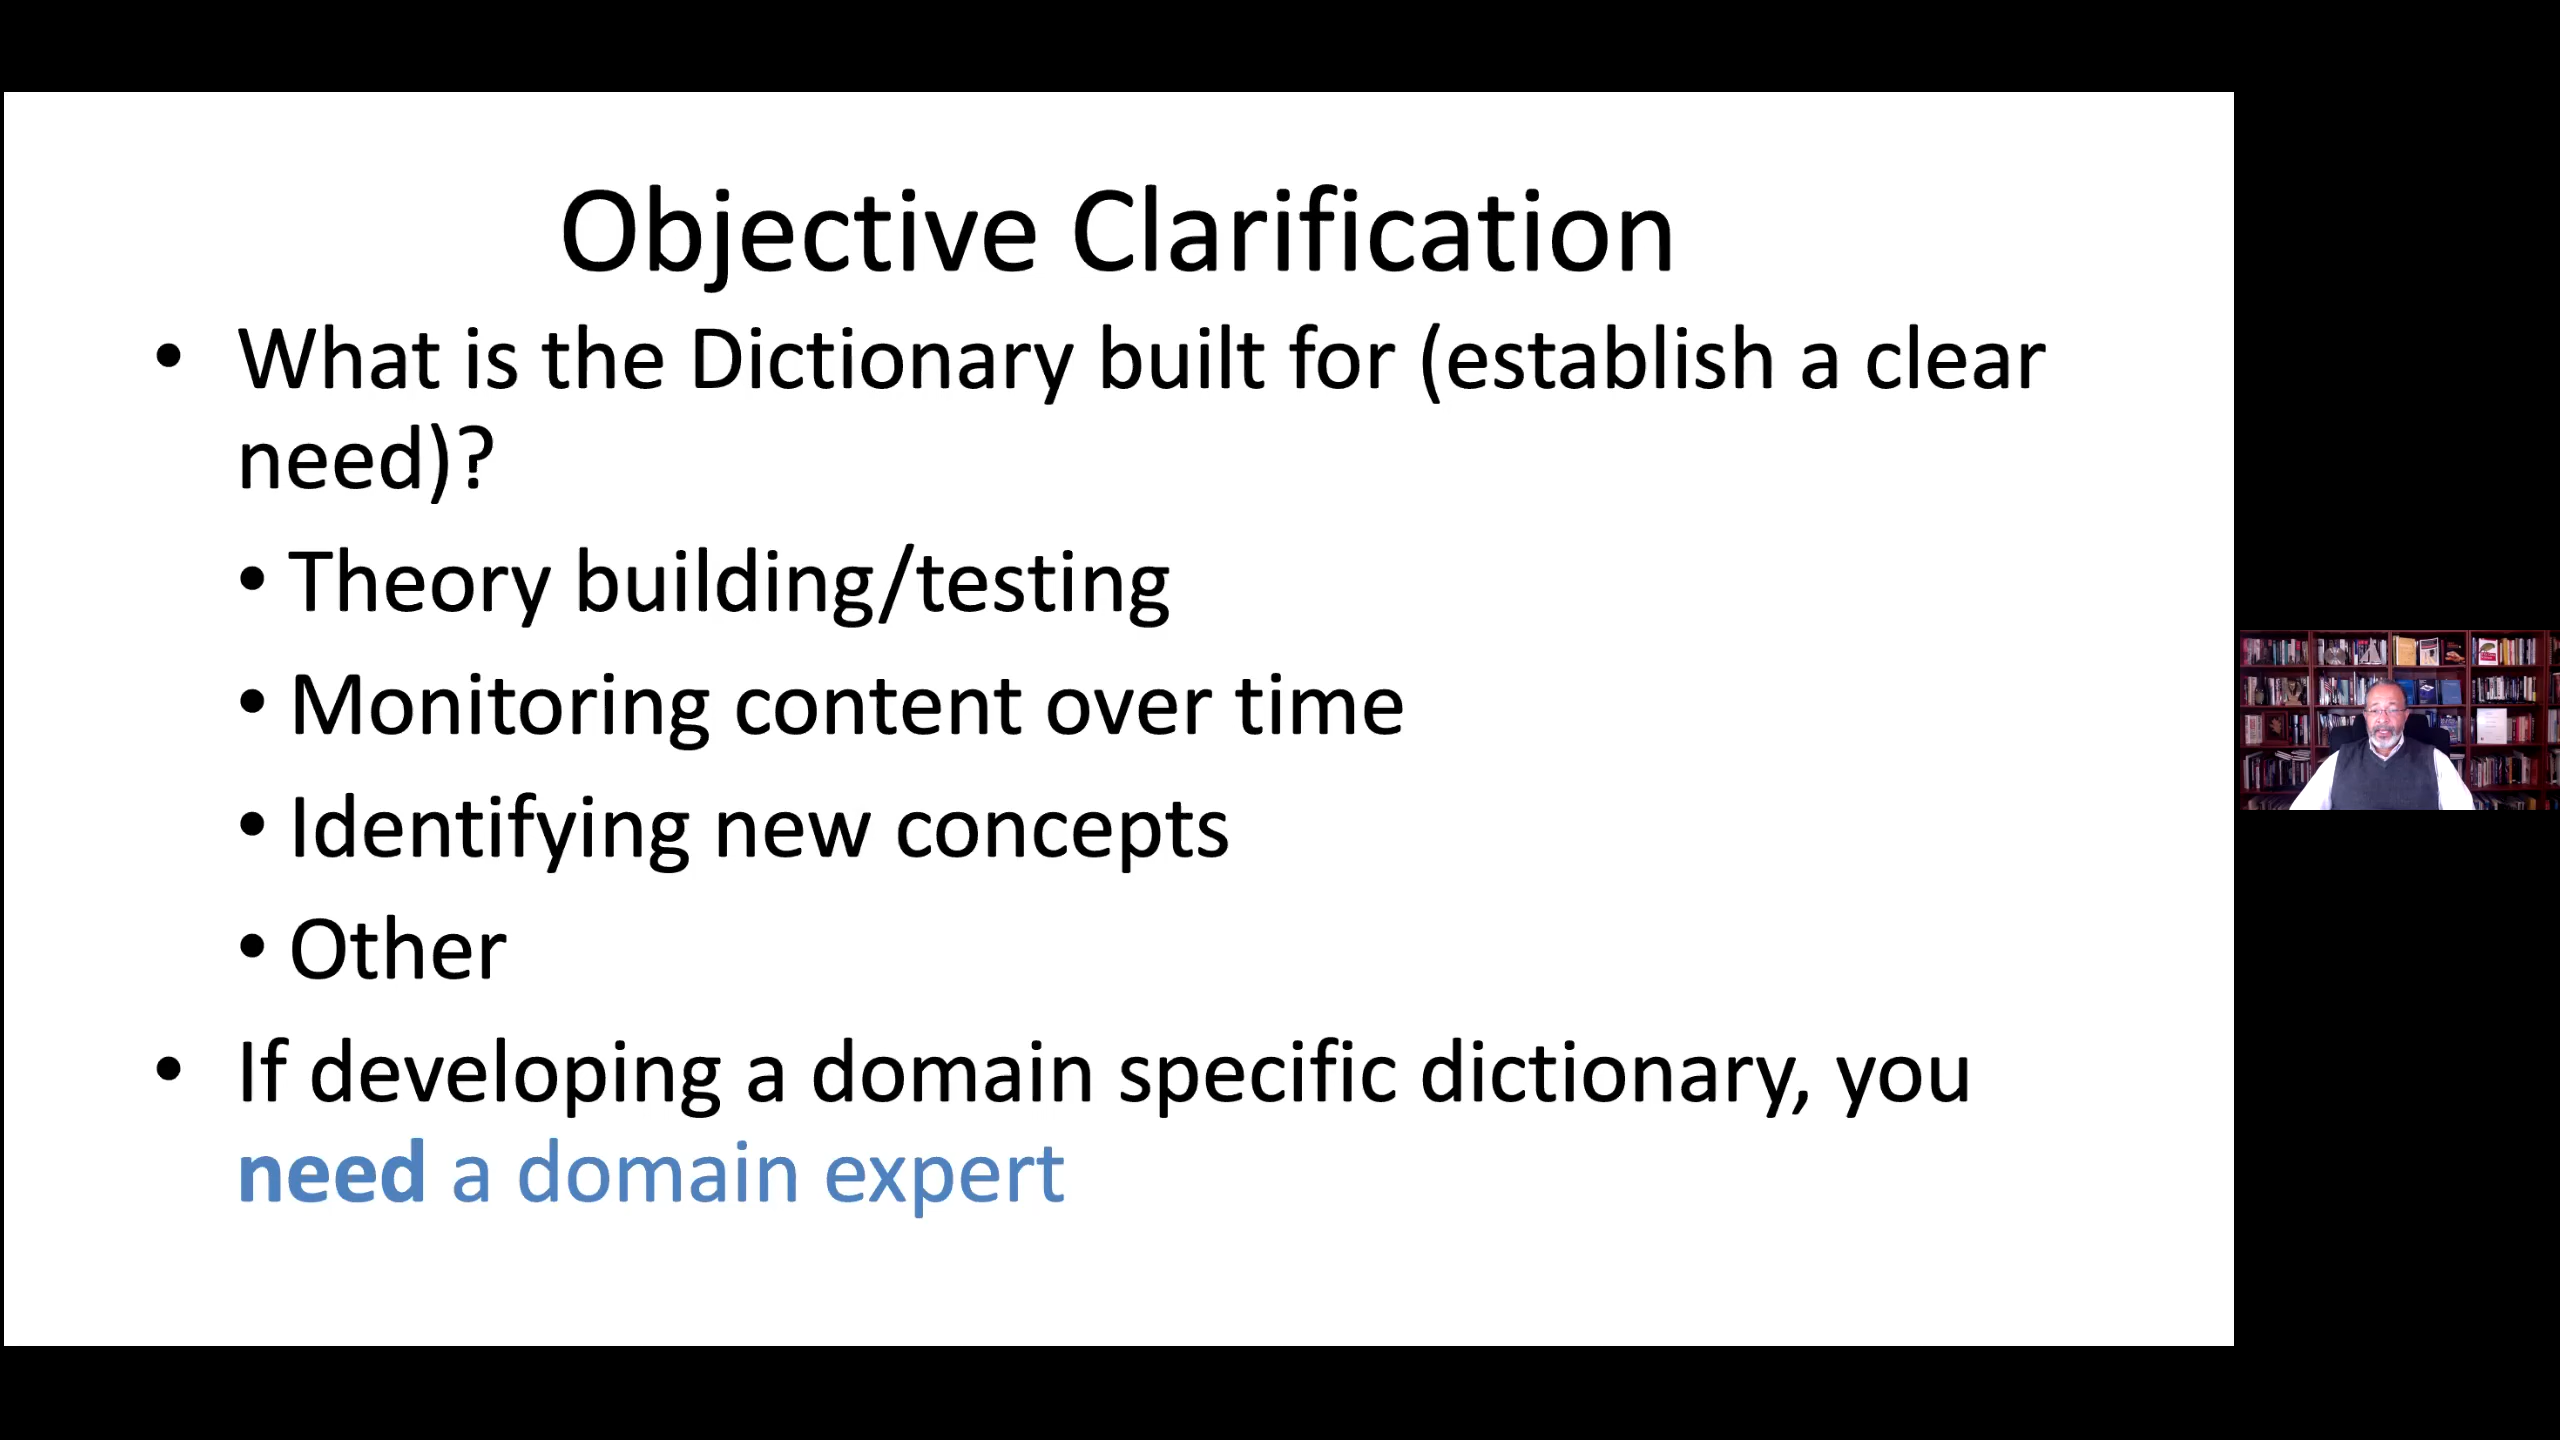 Objective Clarification
• What is the Dictionary built for (establish a clear
need)?
• Theory building/testing
• Monitoring content over time
• Identifying new concepts
• Other
• If developing a domain specific dictionary, you
need a domain expert